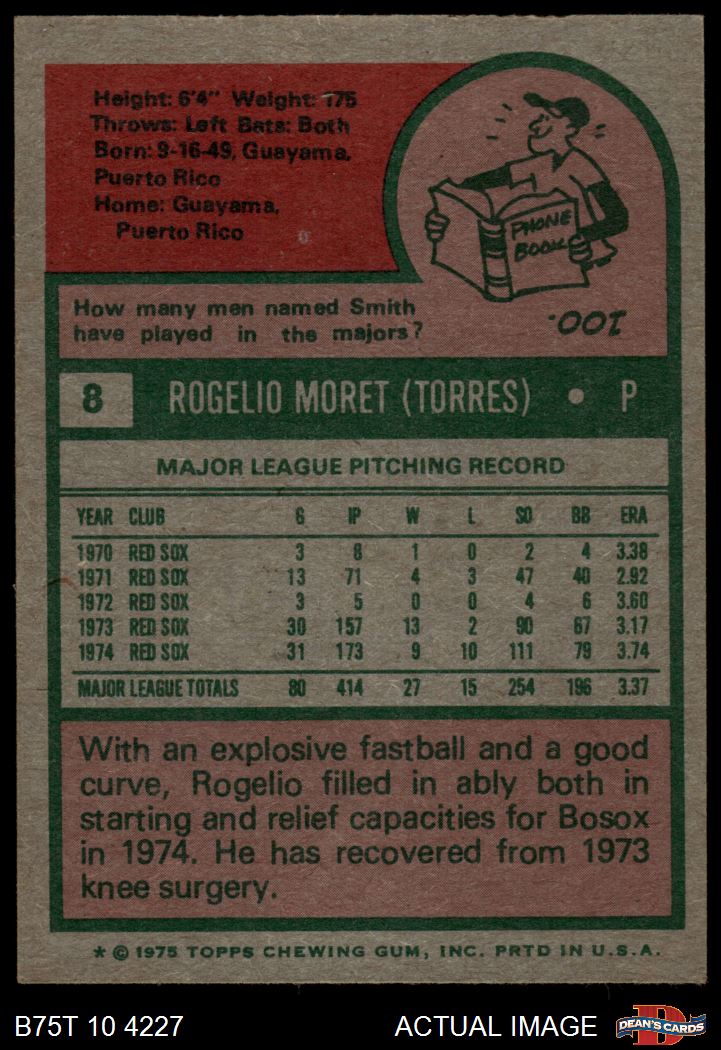 Height: 6'4" Weight: 175
Throws: Left Bats: Both
Born: 9-16-49, Guayama,
Puerto Rico
Home: Guayama,
Puerto Rico
PHONE
BOOK
How many men named Smith
have played in the majors?
100.
8 ROGELIO MORET (TORRES) • P
MAJOR LEAGUE PITCHING RECORD
YEAR CLUB G IP W L SO BB ERA
1970 RED SOX 3 8 1 0 2 4 3.38
1971 RED SOX 13 71 4 3 47 40 2.92
1972 RED SOX 3 5 0 0 4 6 3.60
1973 RED SOX 30 157 13 2 90 67 3.17
1974 RED SOX 31 173 9 10 111 79 3.74
MAJOR LEAGUE TOTALS 80 414 27 15 254 196 3.37
With an explosive fastball and a good
curve, Rogelio filled in ably both in
starting and relief capacities for Bosox
in 1974. He has recovered from 1973
knee surgery.
* © 1975 TOPPS CHEWING GUM, INC. PRTD IN U.S.A.
B75T 10 4227 ACTUAL IMAGE D DEAN'S CARDS